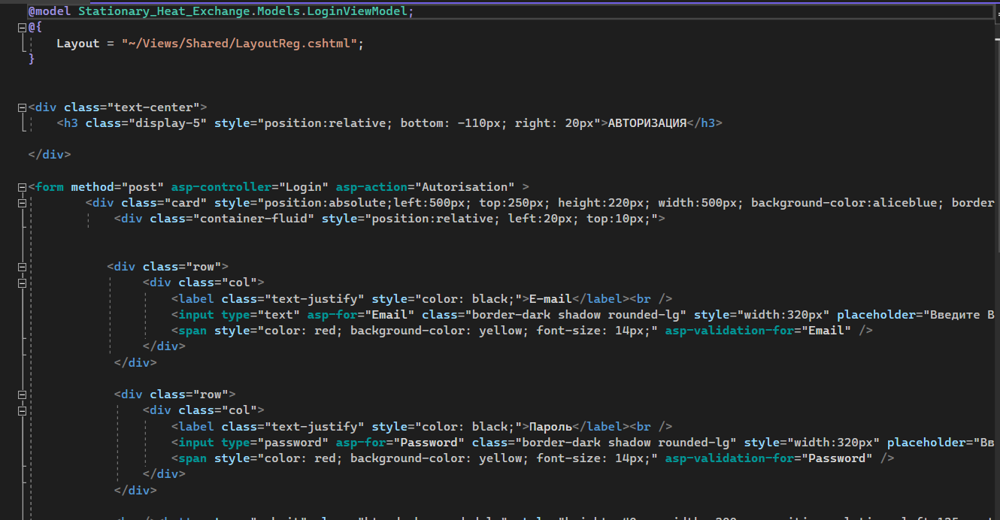 @model Stationary_Heat_Exchange.Models.LoginViewModel;
@{
Layout = "~/Views/Shared/LayoutReg.cshtml";
}
<div class="text-center">
<h3 class="display-5" style="position:relative; bottom: -110px; right: 20px">АВТОРИЗАЦИЯ</h3>
</div>
<form method="post" asp-controller="Login" asp-action="Autorisation" >
<div class="card" style="position:absolute;left:500px; top:250px; height:220px; width:500px; background-color:aliceblue; border
<div class="container-fluid" style="position:relative; left:20px; top:10px;">
<div class="row">
<div class="col">
<label class="text-justify" style="color: black;">E-mail</label><br />
<input type="text" asp-for="Email" class="border-dark shadow rounded-lg" style="width:320px" placeholder="Введите В
<span style="color: red; background-color: yellow; font-size: 14px;" asp-validation-for="Email" />
</div>
</div>
<div class="row">
<div class="col">
<label class="text-justify" style="color: black;">Пароль</label><br />
<input type="password" asp-for="Password" class="border-dark shadow rounded-lg" style="width:320px" placeholder="Вв
<span style="color: red; background-color: yellow; font-size: 14px;" asp-validation-for="Password" />
</div>
</div>